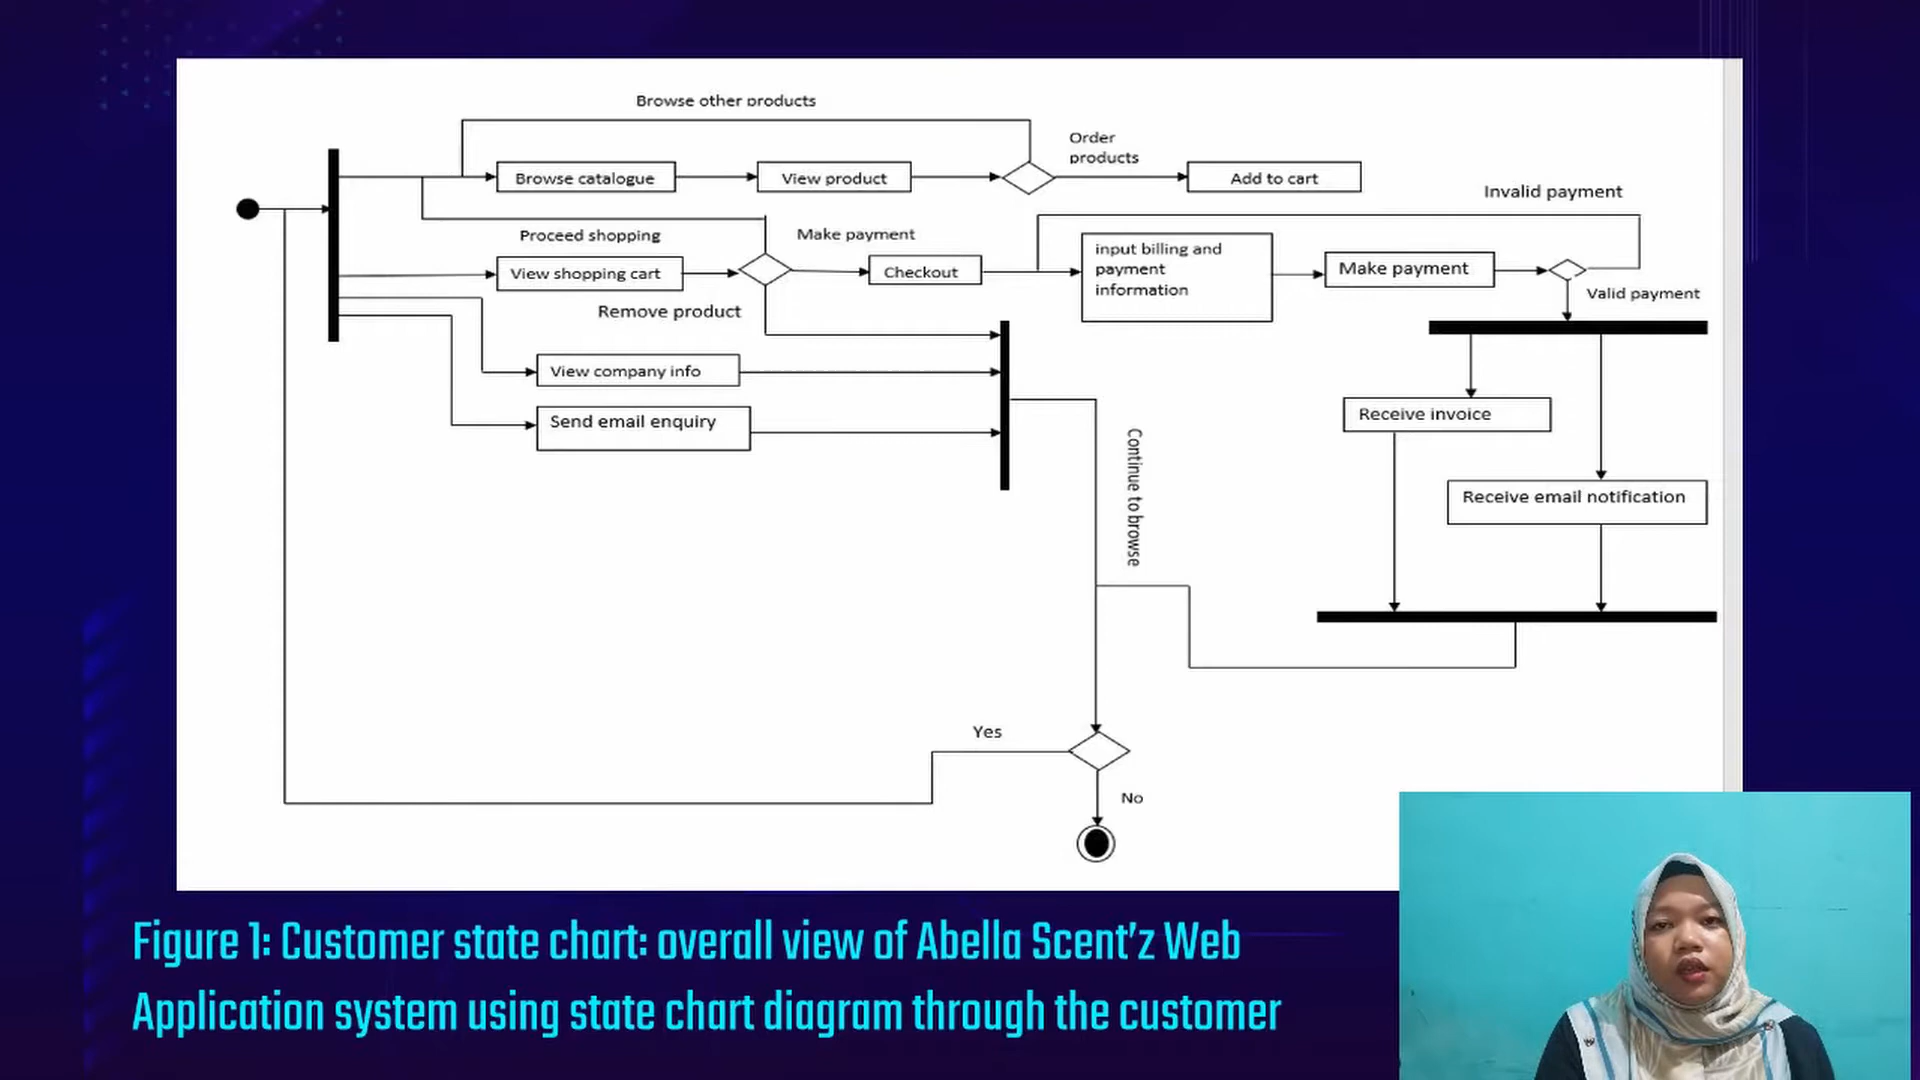 Browse other products
Order
products
Browse catalogue
View product
Add to cart
Invalid payment
Proceed shopping
Make payment
View shopping cart
Checkout
input billing and
payment
information
Make payment
Valid payment
Remove product
View company info
Send email enquiry
Receive invoice
Continue to browse
Receive email notification
Yes
No
Figure 1: Customer state chart: overall view of Abella Scent’z Web
Application system using state chart diagram through the customer